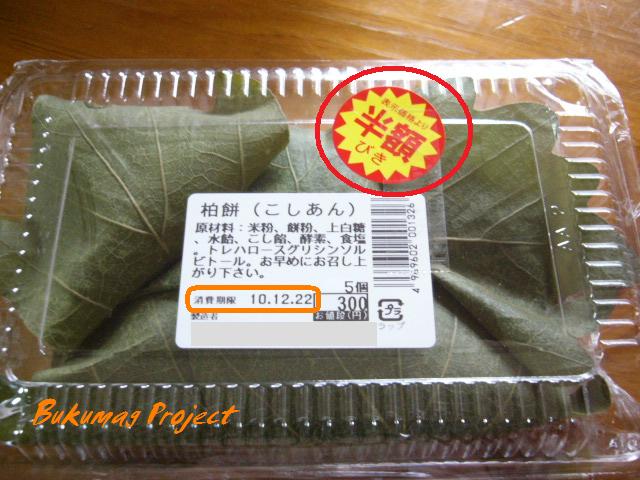 表示価格より
半額
びき
柏餅（こしあん）
原材料：米粉、餅粉、上白糖
、水飴、こし餡、酵素、食塩
。トレハロースグリシンソル
ビトール。お早めにお召し上
がり下さい。
5個
消費期限 10.12.22
300
製造者
お値段(円)
プラ
ラップ
4969602001326
Bukumag Project